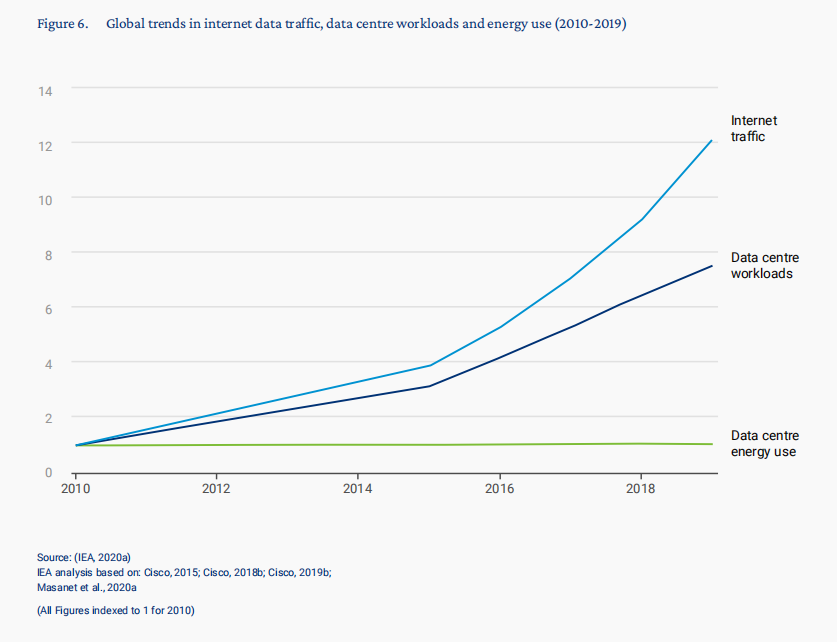 Figure 6. Global trends in internet data traffic, data centre workloads and energy use (2010-2019)
14
Internet
traffic
12
10
8
Data centre
workloads
6
4
2
Data centre
energy use
0
2010 2012 2014 2016 2018
Source: (IEA, 2020a)
IEA analysis based on: Cisco, 2015; Cisco, 2018b; Cisco, 2019b;
Masanet et al., 2020a
(All Figures indexed to 1 for 2010)